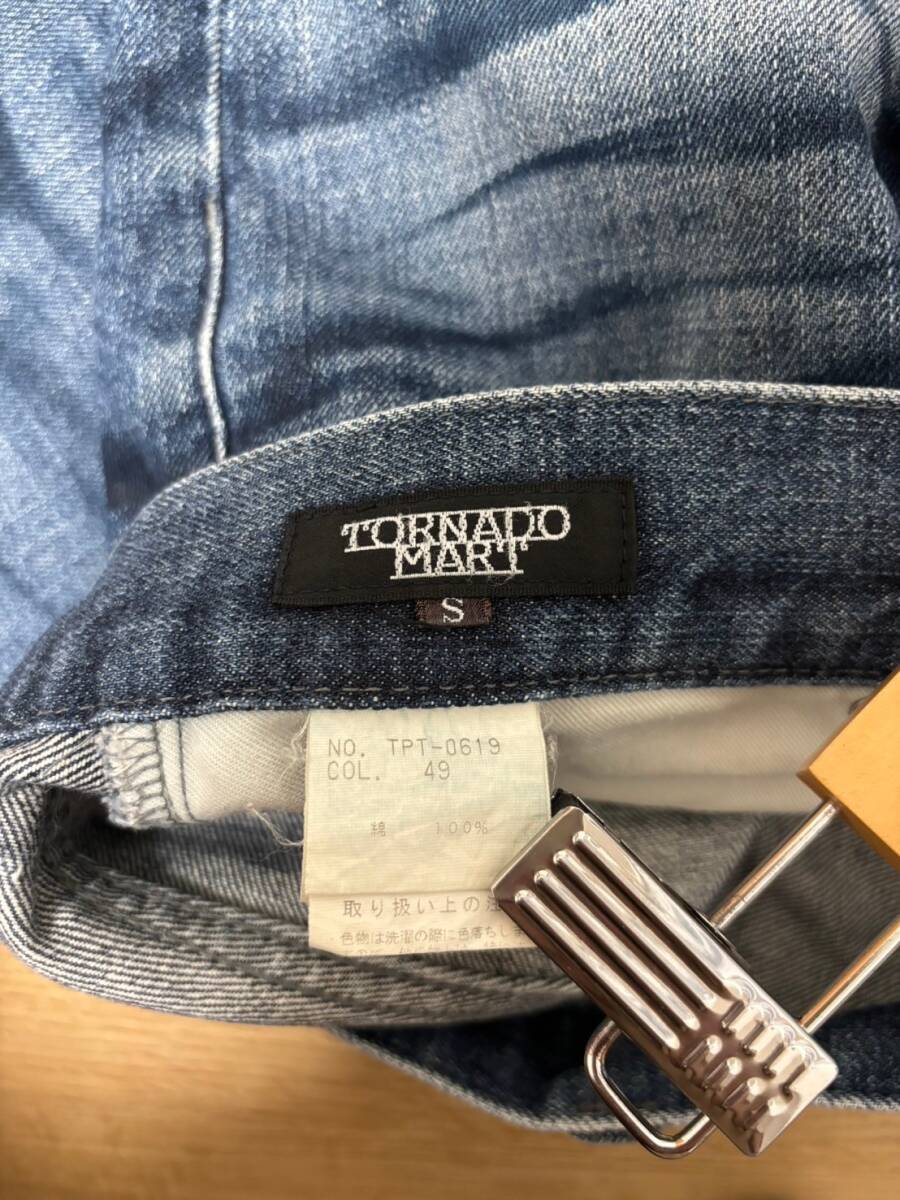 TORNADO
MART
S
NO. TPT-0619
COL. 49
綿 100%
取り扱い上の注
色物は洗濯の際に色落ちしま